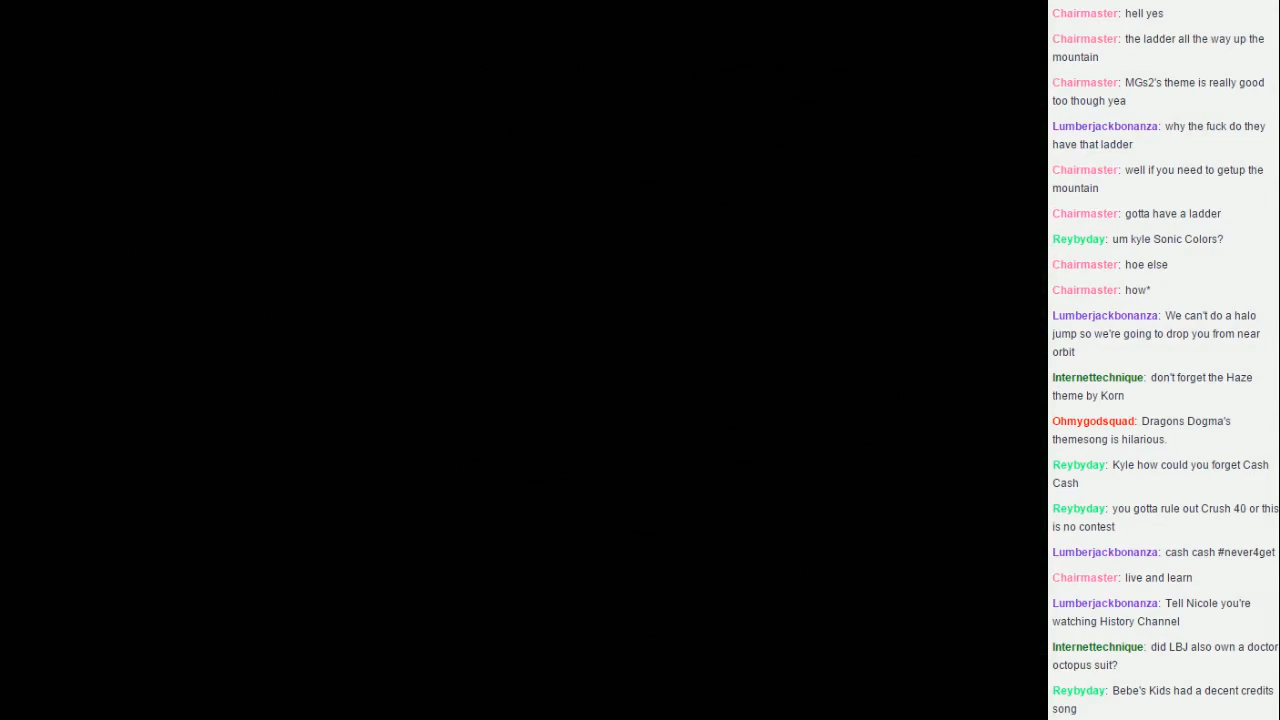 Chairmaster: hell yes
Chairmaster: the ladder all the way up the
mountain
Chairmaster: MGs2's theme is really good
too though yea
Lumberjackbonanza: why the fuck do they
have that ladder
Chairmaster: well if you need to getup the
mountain
Chairmaster: gotta have a ladder
Reybyday: um kyle Sonic Colors?
Chairmaster: hoe else
Chairmaster: how*
Lumberjackbonanza: We can't do a halo
jump so we're going to drop you from near
orbit
Internettechnique: don't forget the Haze
theme by Korn
Ohmygodsquad: Dragons Dogma's
themesong is hilarious.
Reybyday: Kyle how could you forget Cash
Cash
Reybyday: you gotta rule out Crush 40 or this
is no contest
Lumberjackbonanza: cash cash #never4get
Chairmaster: live and learn
Lumberjackbonanza: Tell Nicole you're
watching History Channel
Internettechnique: did LBJ also own a doctor
octopus suit?
Reybyday: Bebe's Kids had a decent credits
song